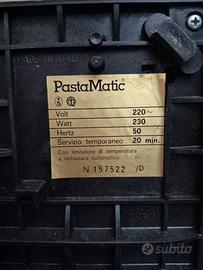 MADE IN ITALY
PastaMatic
Volt 220~
Watt 230
Hertz 50
Servizio temporaneo 20 min.
Con limitatore di temperatura
a richiusura automatica.
N 157522 /D
subito